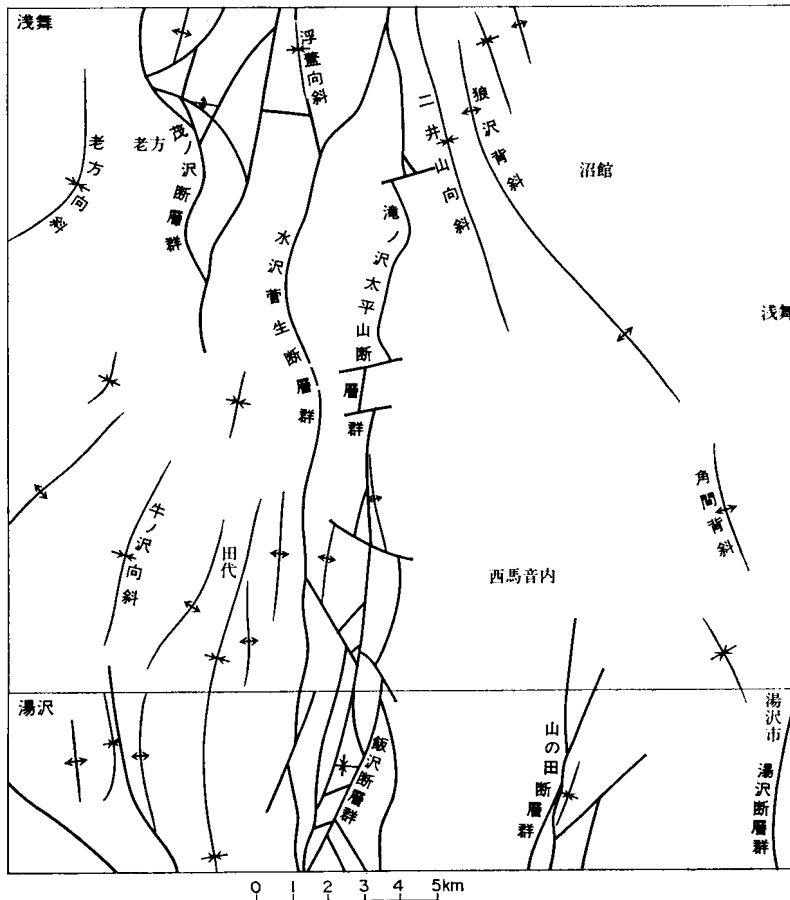 浅舞
浮蓋向斜
二井山向斜
狼沢背斜
老方向斜
老方
茂ノ沢断層群
沼館
水沢菅生断層群
滝ノ沢太平山断層群
浅舞
牛ノ沢向斜
田代
角間背斜
西馬音内
湯沢
飯沢断層群
山の田断層群
湯沢市
湯沢断層群
0 1 2 3 4 5km